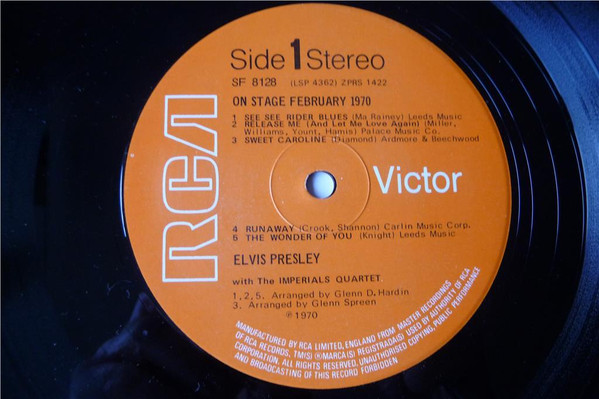 Side 1 Stereo
SF 8128 (LSP 4362) ZPRS 1422
ON STAGE FEBRUARY 1970
1 SEE SEE RIDER BLUES (Ma Rainey) Leeds Music
2 RELEASE ME (And Let Me Love Again) (Miller,
Williams, Yount, Hamis) Palace Music Co.
3 SWEET CAROLINE (Diamond) Ardmore & Beechwood
RCA Victor
4 RUNAWAY (Crook, Shannon) Carlin Music Corp.
5 THE WONDER OF YOU (Knight) Leeds Music
ELVIS PRESLEY
with The IMPERIALS QUARTET
1, 2, 5. Arranged by Glenn D. Hardin
3. Arranged by Glenn Spreen
℗ 1970
MANUFACTURED BY RCA LIMITED, ENGLAND FROM MASTER RECORDINGS
OF RCA RECORDS. TM(S) ® MARCA(S) REGISTRADA(S) USED BY AUTHORITY OF RCA
CORPORATION. ALL RIGHTS RESERVED. UNAUTHORISED COPYING, PUBLIC PERFORMANCE
AND BROADCASTING OF THIS RECORD FORBIDDEN